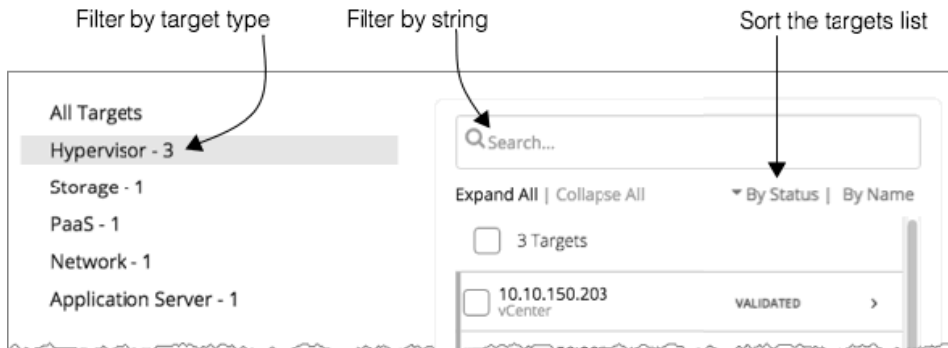 Filter by target type
Filter by string
Sort the targets list
All Targets
Hypervisor - 3
Storage - 1
PaaS - 1
Network - 1
Application Server - 1
Search...
Expand All | Collapse All
By Status | By Name
3 Targets
10.10.150.203
vCenter
VALIDATED